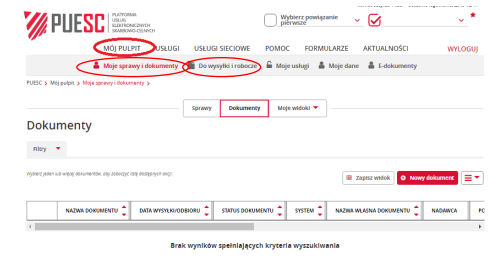 PUESC
PLATFORMA
USŁUG
ELEKTRONICZNYCH
SKARBOWO-CELNYCH
Wybierz powiązanie
pierwsze
MÓJ PULPIT USŁUGI USŁUGI SIECIOWE POMOC FORMULARZE AKTUALNOŚCI WYLOGUJ
Moje sprawy i dokumenty Do wysyłki i robocze Moje usługi Moje dane E-dokumenty
PUESC > Mój pulpit > Moje sprawy i dokumenty >
Sprawy Dokumenty Moje widoki
Dokumenty
Filtry
Wybierz jeden lub więcej dokumentów, aby zobaczyć listę dostępnych akcji.
Zapisz widok Nowy dokument
NAZWA DOKUMENTU DATA WYSYŁKI/ODBIORU STATUS DOKUMENTU SYSTEM NAZWA WŁASNA DOKUMENTU NADAWCA
Brak wyników spełniających kryteria wyszukiwania